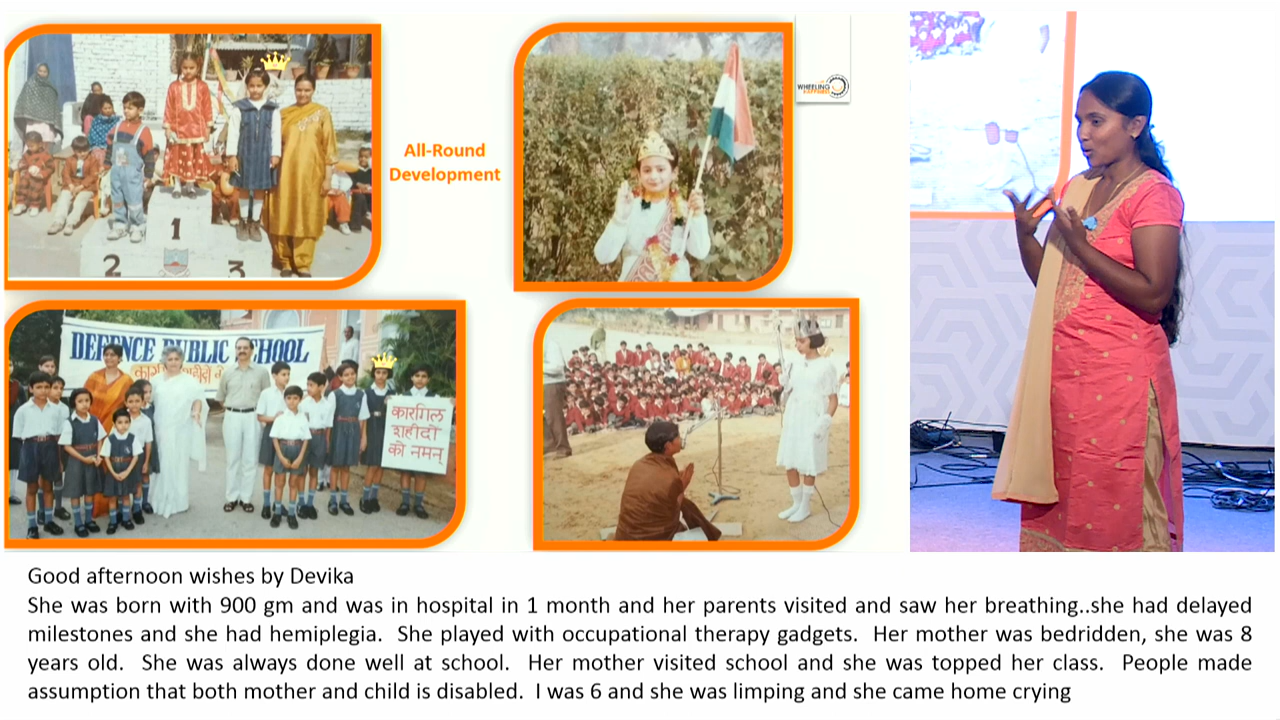 1
2
3
All-Round
Development
WHEELING
HAPPINESS
DEFENCE PUBLIC SCHOOL
कारगिल
शहीदों
को नमन्
Good afternoon wishes by Devika
She was born with 900 gm and was in hospital in 1 month and her parents visited and saw her breathing..she had delayed
milestones and she had hemiplegia. She played with occupational therapy gadgets. Her mother was bedridden, she was 8
years old. She was always done well at school. Her mother visited school and she was topped her class. People made
assumption that both mother and child is disabled. I was 6 and she was limping and she came home crying